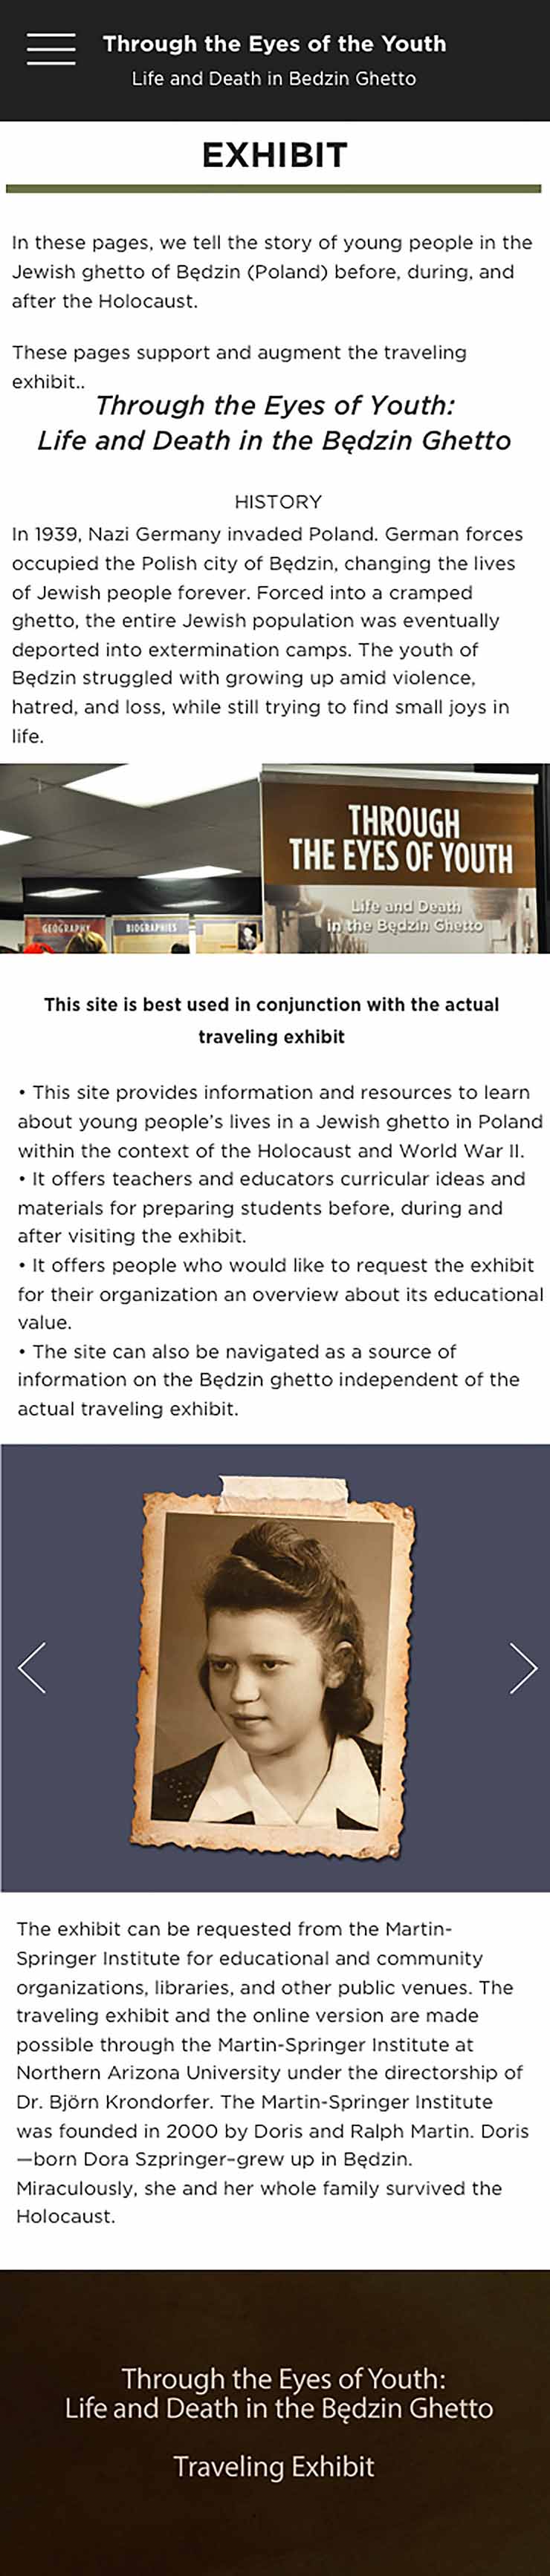 Through the Eyes of the Youth
Life and Death in Bedzin Ghetto
EXHIBIT
In these pages, we tell the story of young people in the
Jewish ghetto of Będzin (Poland) before, during, and
after the Holocaust.
These pages support and augment the traveling
exhibit..
Through the Eyes of Youth:
Life and Death in the Będzin Ghetto
HISTORY
In 1939, Nazi Germany invaded Poland. German forces
occupied the Polish city of Będzin, changing the lives
of Jewish people forever. Forced into a cramped
ghetto, the entire Jewish population was eventually
deported into extermination camps. The youth of
Będzin struggled with growing up amid violence,
hatred, and loss, while still trying to find small joys in
life.
THROUGH
THE EYES OF YOUTH
Life and Death
in the Będzin Ghetto
GEOGRAPHY
BIOGRAPHIES
This site is best used in conjunction with the actual
traveling exhibit
• This site provides information and resources to learn
about young people's lives in a Jewish ghetto in Poland
within the context of the Holocaust and World War II.
• It offers teachers and educators curricular ideas and
materials for preparing students before, during and
after visiting the exhibit.
• It offers people who would like to request the exhibit
for their organization an overview about its educational
value.
• The site can also be navigated as a source of
information on the Będzin ghetto independent of the
actual traveling exhibit.
The exhibit can be requested from the Martin-
Springer Institute for educational and community
organizations, libraries, and other public venues. The
traveling exhibit and the online version are made
possible through the Martin-Springer Institute at
Northern Arizona University under the directorship of
Dr. Björn Krondorfer. The Martin-Springer Institute
was founded in 2000 by Doris and Ralph Martin. Doris
—born Dora Szpringer–grew up in Będzin.
Miraculously, she and her whole family survived the
Holocaust.
Through the Eyes of Youth:
Life and Death in the Będzin Ghetto
Traveling Exhibit